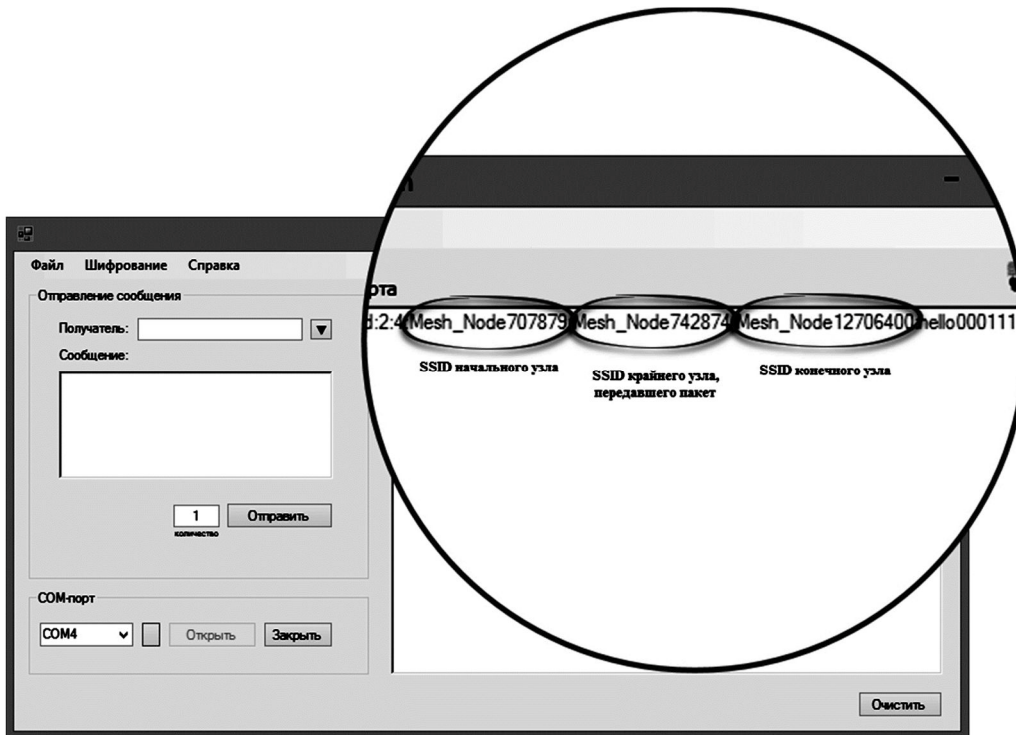 Файл Шифрование Справка
Отправление сообщения
Получатель:
Сообщение:
1 Отправить
количество
COM-порт
COM4 Открыть Закрыть
рта
d:2:4:Mesh_Node707879:Mesh_Node742874:Mesh_Node12706400:hello000111
SSID начального узла
SSID крайнего узла,
передавшего пакет
SSID конечного узла
Очистить